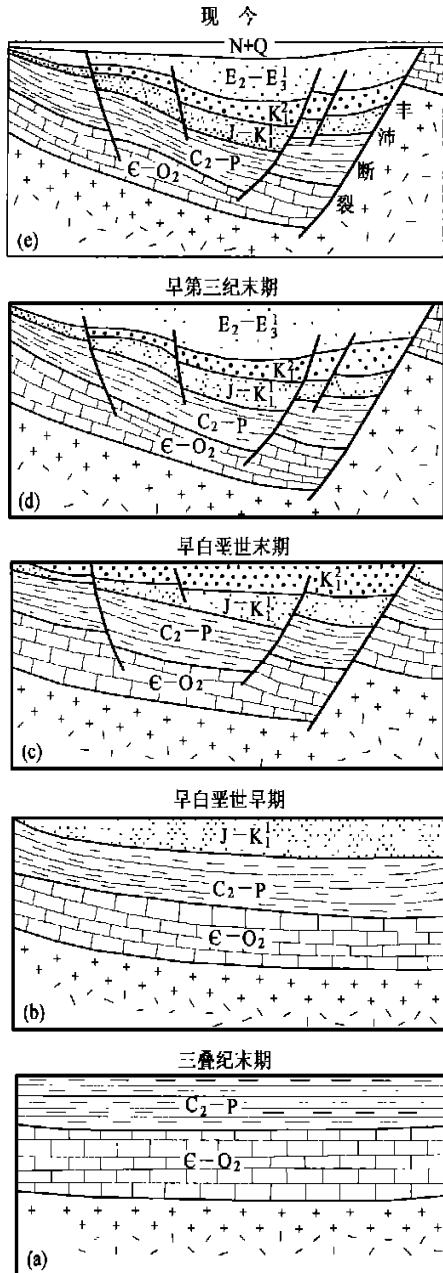 现 今
N+Q
E₂−E₃¹
K₁²
J−K₁¹
C₂−P
Є−O₂
丰沛断裂
(e)
早第三纪末期
E₂−E₃¹
K²
J−K₁¹
C₂−P
Є−O₂
(d)
早白垩世末期
K₁²
J−K₁¹
C₂−P
Є−O₂
(c)
早白垩世早期
J−K₁¹
C₂−P
Є−O₂
(b)
三叠纪末期
C₂−P
Є−O₂
(a)